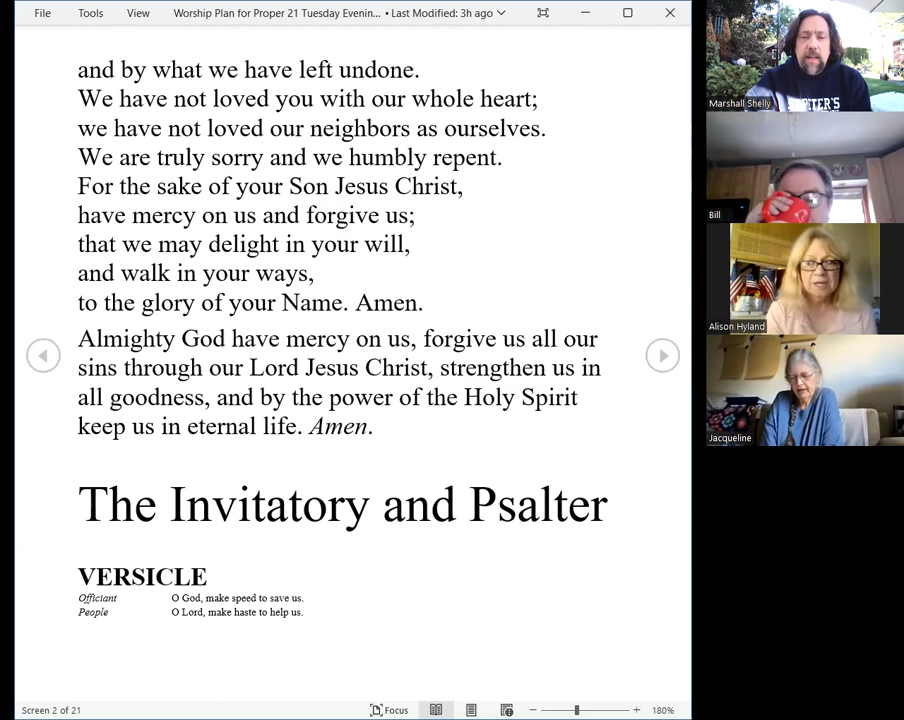 File Tools View Worship Plan for Proper 21 Tuesday Evenin... • Last Modified: 3h ago
and by what we have left undone.
We have not loved you with our whole heart;
we have not loved our neighbors as ourselves.
We are truly sorry and we humbly repent.
For the sake of your Son Jesus Christ,
have mercy on us and forgive us;
that we may delight in your will,
and walk in your ways,
to the glory of your Name. Amen.
Almighty God have mercy on us, forgive us all our
sins through our Lord Jesus Christ, strengthen us in
all goodness, and by the power of the Holy Spirit
keep us in eternal life. Amen.
The Invitatory and Psalter
VERSICLE
Officiant O God, make speed to save us.
People O Lord, make haste to help us.
Screen 2 of 21 Focus 180%
Marshall Shelly
Bill
Alison Hyland
Jacqueline